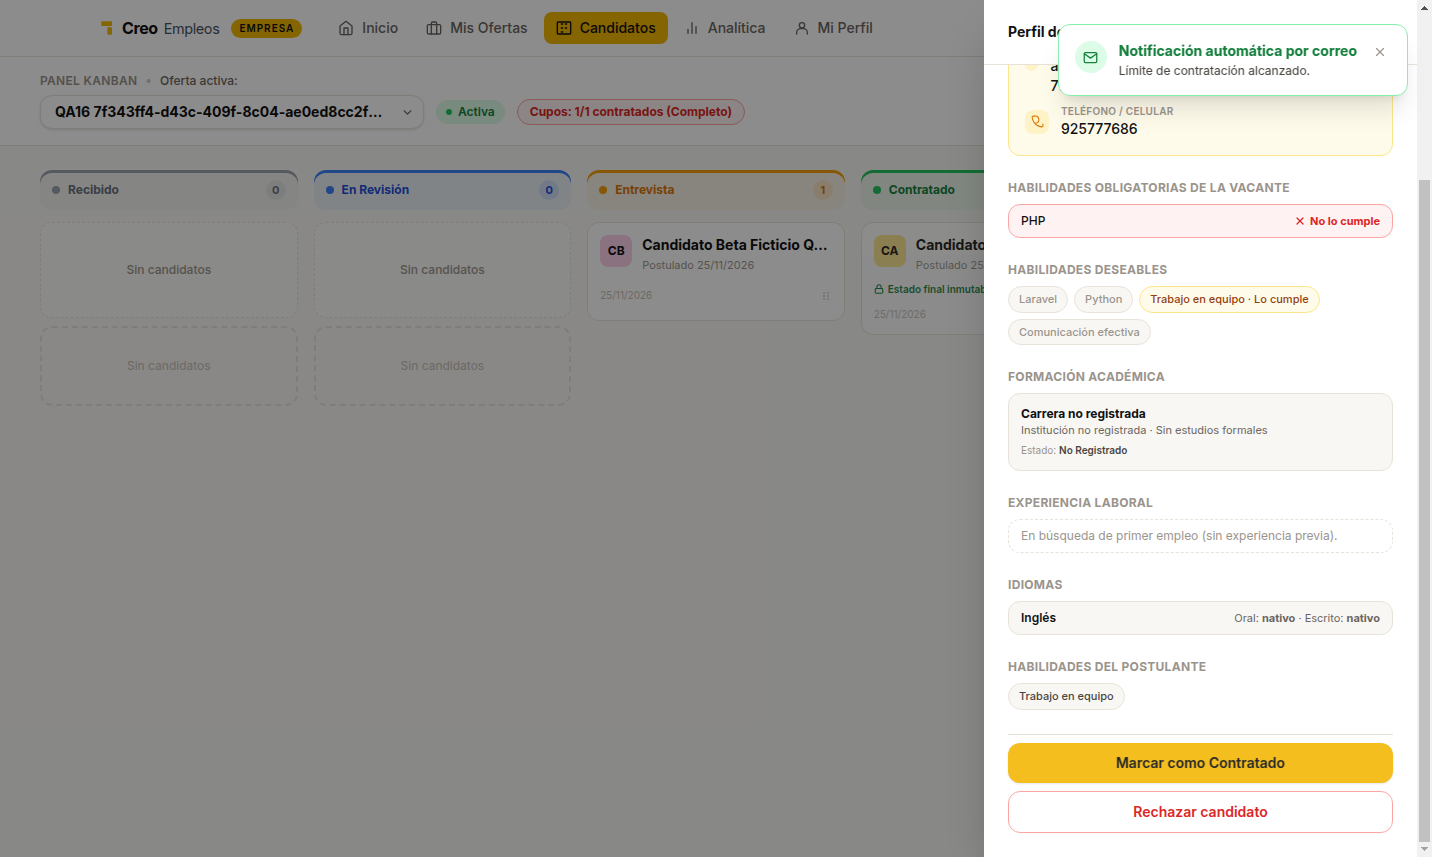 Creo Empleos EMPRESA
Inicio
Mis Ofertas
Candidatos
Analítica
Mi Perfil
PANEL KANBAN • Oferta activa:
QA16 7f343ff4-d43c-409f-8c04-ae0ed8cc2f...
Activa
Cupos: 1/1 contratados (Completo)
Recibido 0
Sin candidatos
Sin candidatos
En Revisión 0
Sin candidatos
Sin candidatos
Entrevista 1
CB
Candidato Beta Ficticio Q...
Postulado 25/11/2026
25/11/2026
Contratado
CA
Candidato
Postulado 25
Estado final inmutab
25/11/2026
Perfil de
Notificación automática por correo
Límite de contratación alcanzado.
7
TELÉFONO / CELULAR
925777686
HABILIDADES OBLIGATORIAS DE LA VACANTE
PHP
No lo cumple
HABILIDADES DESEABLES
Laravel
Python
Trabajo en equipo · Lo cumple
Comunicación efectiva
FORMACIÓN ACADÉMICA
Carrera no registrada
Institución no registrada · Sin estudios formales
Estado: No Registrado
EXPERIENCIA LABORAL
En búsqueda de primer empleo (sin experiencia previa).
IDIOMAS
Inglés
Oral: nativo · Escrito: nativo
HABILIDADES DEL POSTULANTE
Trabajo en equipo
Marcar como Contratado
Rechazar candidato